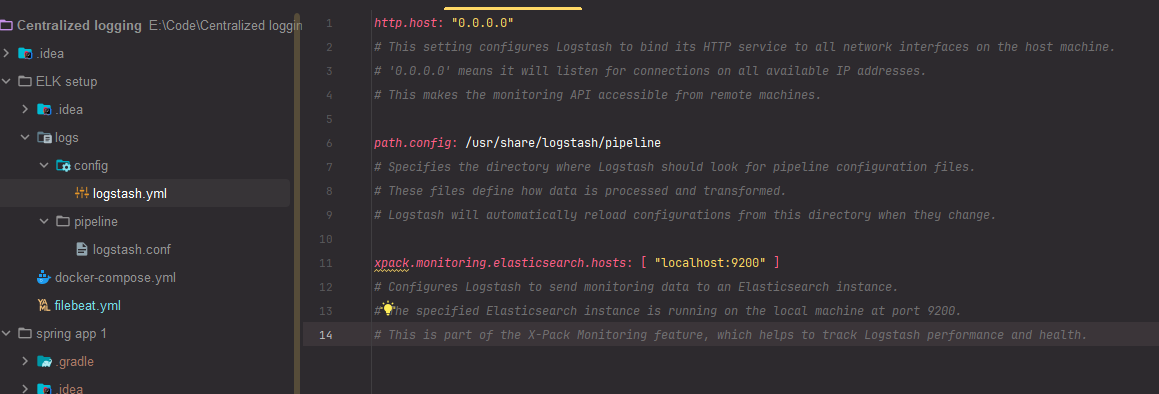 Centralized logging E:\Code\Centralized loggin
.idea
ELK setup
.idea
logs
config
logstash.yml
pipeline
logstash.conf
docker-compose.yml
filebeat.yml
spring app 1
.gradle
.idea
1 http.host: "0.0.0.0"
2 # This setting configures Logstash to bind its HTTP service to all network interfaces on the host machine.
3 # '0.0.0.0' means it will listen for connections on all available IP addresses.
4 # This makes the monitoring API accessible from remote machines.
5
6 path.config: /usr/share/logstash/pipeline
7 # Specifies the directory where Logstash should look for pipeline configuration files.
8 # These files define how data is processed and transformed.
9 # Logstash will automatically reload configurations from this directory when they change.
10
11 xpack.monitoring.elasticsearch.hosts: [ "localhost:9200" ]
12 # Configures Logstash to send monitoring data to an Elasticsearch instance.
13 # The specified Elasticsearch instance is running on the local machine at port 9200.
14 # This is part of the X-Pack Monitoring feature, which helps to track Logstash performance and health.